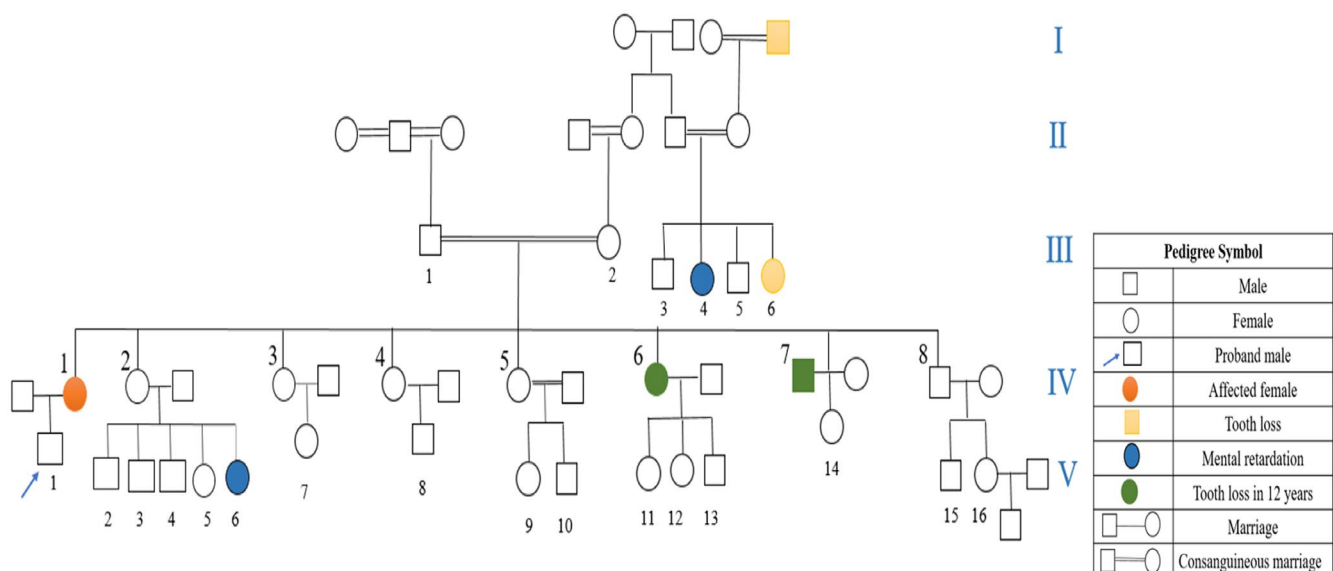 I
II
III
1
2
3
4
5
6
1
2
3
4
5
6
7
8
IV
V
1
2
3
4
5
6
7
8
9
10
11
12
13
14
15
16
Pedigree Symbol
Male
Female
Proband male
Affected female
Tooth loss
Mental retardation
Tooth loss in 12 years
Marriage
Consanguineous marriage